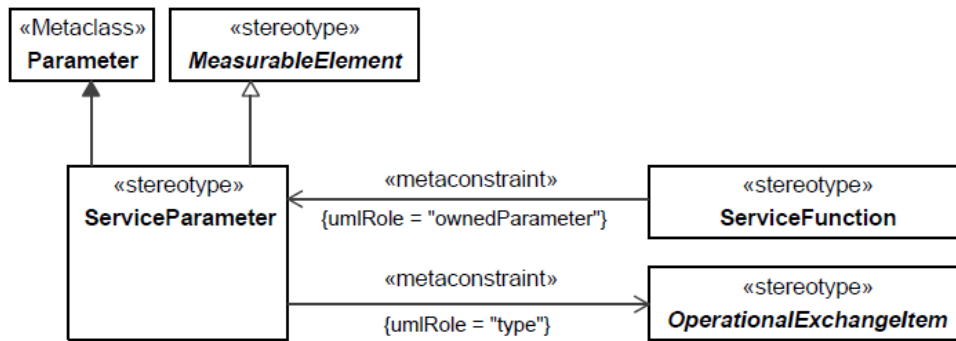 «Metaclass»
Parameter
«stereotype»
MeasurableElement
«stereotype»
ServiceParameter
«metaconstraint»
{umlRole = "ownedParameter"}
«stereotype»
ServiceFunction
«metaconstraint»
{umlRole = "type"}
«stereotype»
OperationalExchangeItem